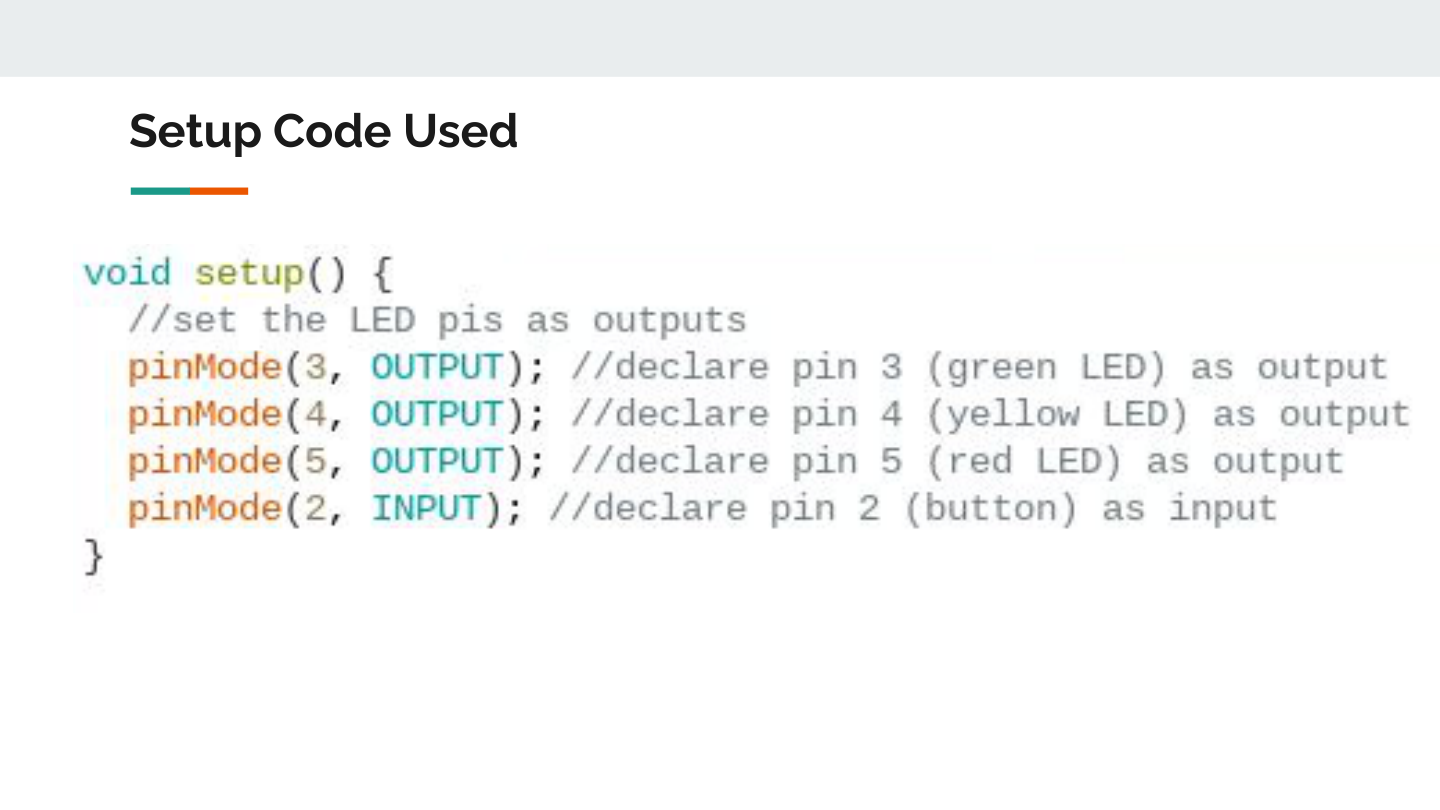 Setup Code Used
void setup() {
//set the LED pis as outputs
pinMode(3, OUTPUT); //declare pin 3 (green LED) as output
pinMode(4, OUTPUT); //declare pin 4 (yellow LED) as output
pinMode(5, OUTPUT); //declare pin 5 (red LED) as output
pinMode(2, INPUT); //declare pin 2 (button) as input
}